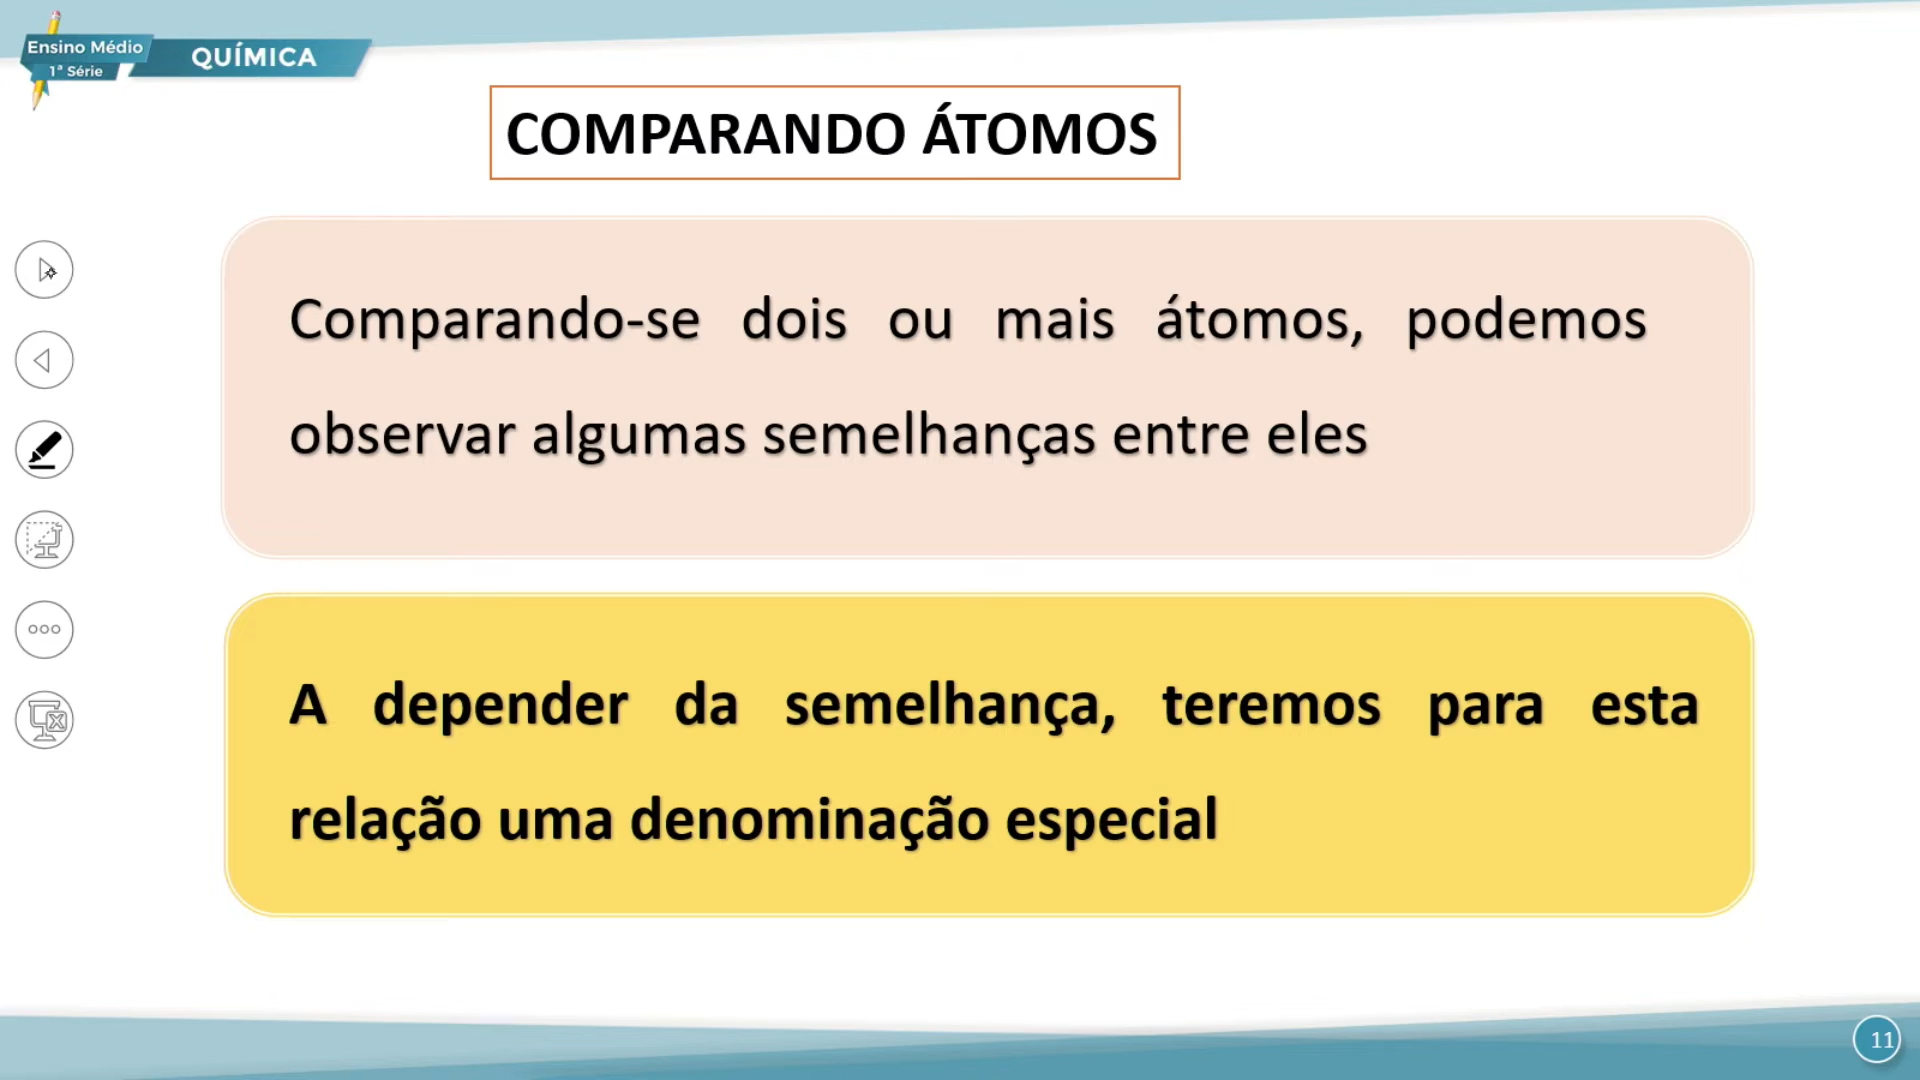 Ensino Médio
1ª Série
QUÍMICA
COMPARANDO ÁTOMOS
Comparando-se dois ou mais átomos, podemos
observar algumas semelhanças entre eles
A depender da semelhança, teremos para esta
relação uma denominação especial
11